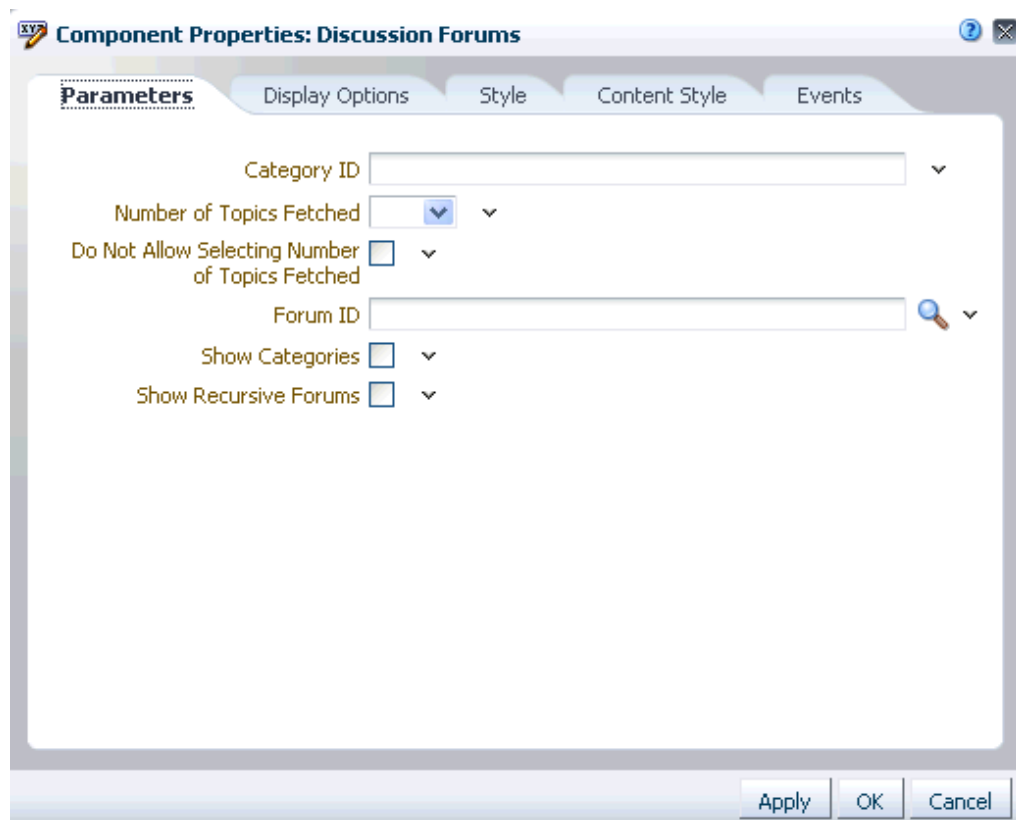 Component Properties: Discussion Forums
Parameters
Display Options
Style
Content Style
Events
Category ID
Number of Topics Fetched
Do Not Allow Selecting Number
of Topics Fetched
Forum ID
Show Categories
Show Recursive Forums
Apply
OK
Cancel